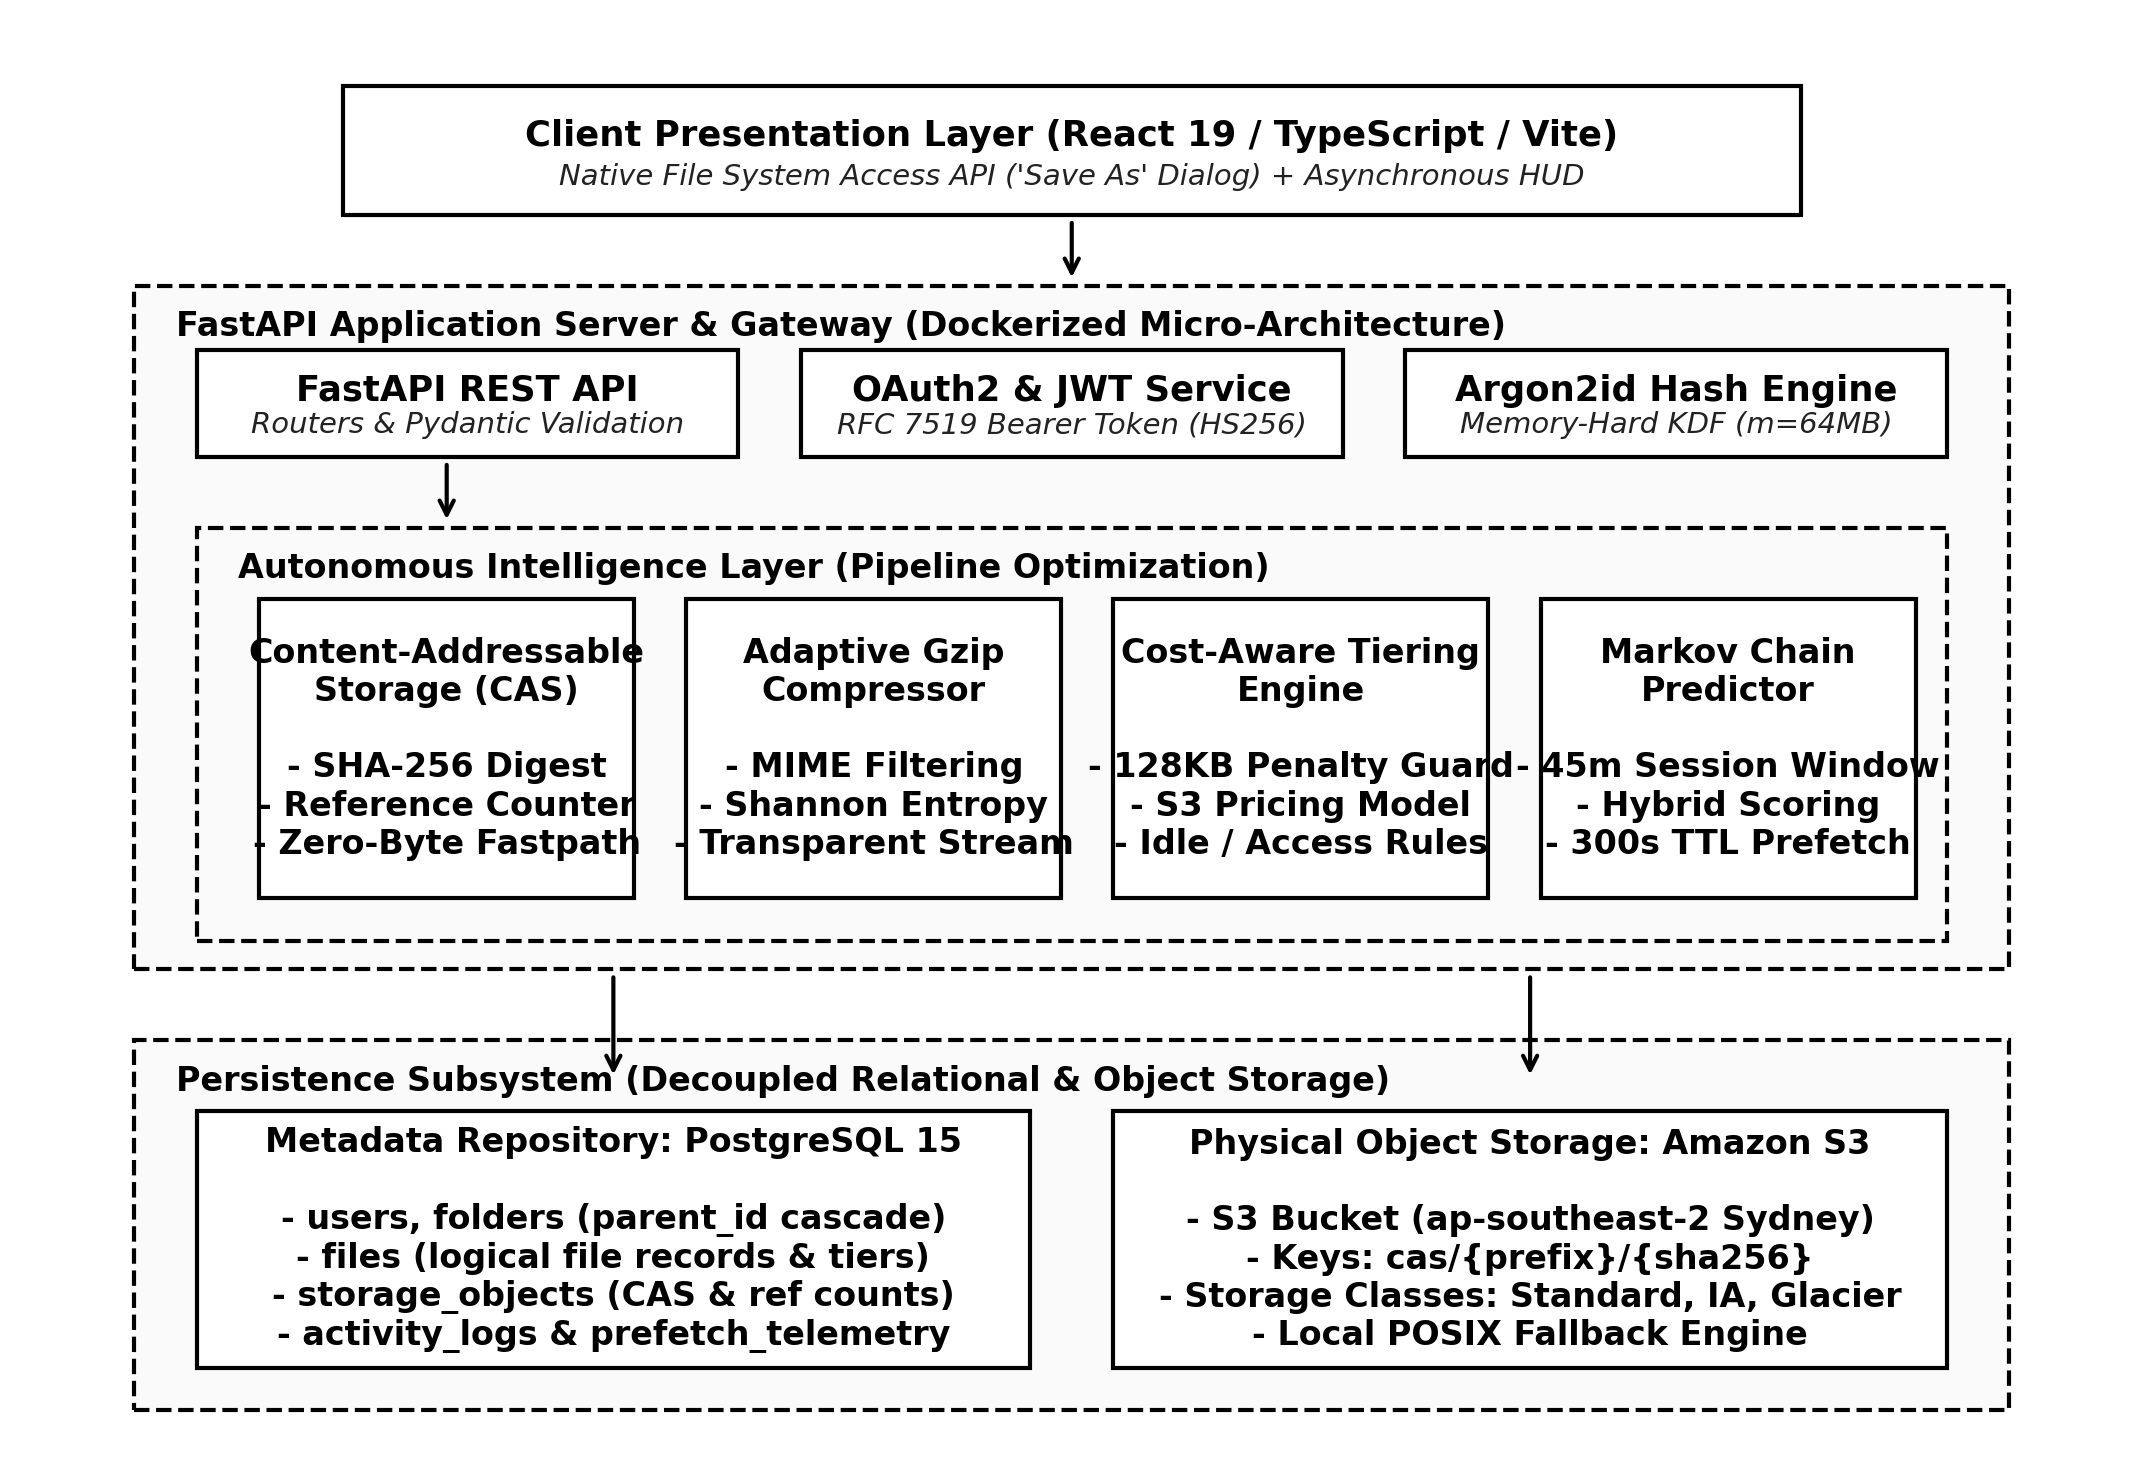 Client Presentation Layer (React 19 / TypeScript / Vite)
Native File System Access API ('Save As' Dialog) + Asynchronous HUD
FastAPI Application Server & Gateway (Dockerized Micro-Architecture)
FastAPI REST API
Routers & Pydantic Validation
OAuth2 & JWT Service
RFC 7519 Bearer Token (HS256)
Argon2id Hash Engine
Memory-Hard KDF (m=64MB)
Autonomous Intelligence Layer (Pipeline Optimization)
Content-Addressable
Storage (CAS)
- SHA-256 Digest
- Reference Counter
- Zero-Byte Fastpath
Adaptive Gzip
Compressor
- MIME Filtering
- Shannon Entropy
- Transparent Stream
Cost-Aware Tiering
Engine
- 128KB Penalty Guard
- S3 Pricing Model
- Idle / Access Rules
Markov Chain
Predictor
- 45m Session Window
- Hybrid Scoring
- 300s TTL Prefetch
Persistence Subsystem (Decoupled Relational & Object Storage)
Metadata Repository: PostgreSQL 15
- users, folders (parent_id cascade)
- files (logical file records & tiers)
- storage_objects (CAS & ref counts)
- activity_logs & prefetch_telemetry
Physical Object Storage: Amazon S3
- S3 Bucket (ap-southeast-2 Sydney)
- Keys: cas/{prefix}/{sha256}
- Storage Classes: Standard, IA, Glacier
- Local POSIX Fallback Engine